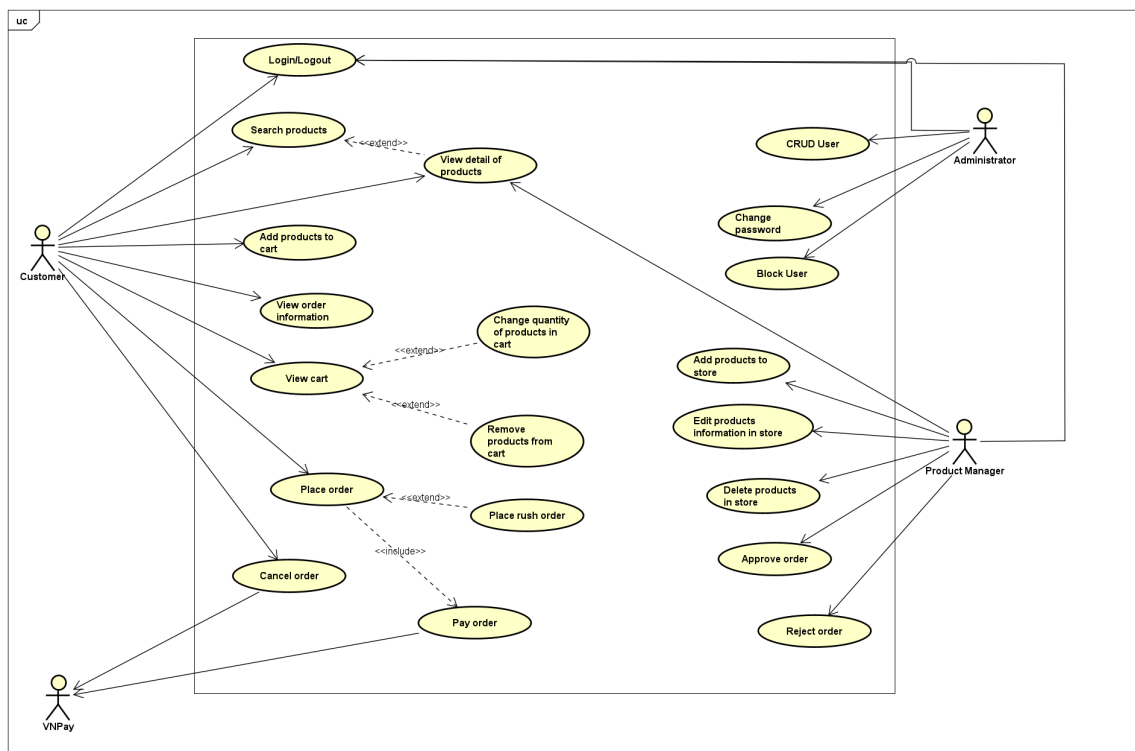 uc
Login/Logout
Search products
<<extend>>
View detail of
products
CRUD User
Administrator
Change
password
Block User
Customer
Add products to
cart
View order
information
Change quantity
of products in
cart
<<extend>>
View cart
<<extend>>
Remove
products from
cart
Add products to
store
Edit products
information in store
Product Manager
Delete products
in store
Place order
<<extend>>
Place rush order
<<include>>
Approve order
Cancel order
Pay order
Reject order
VNPay